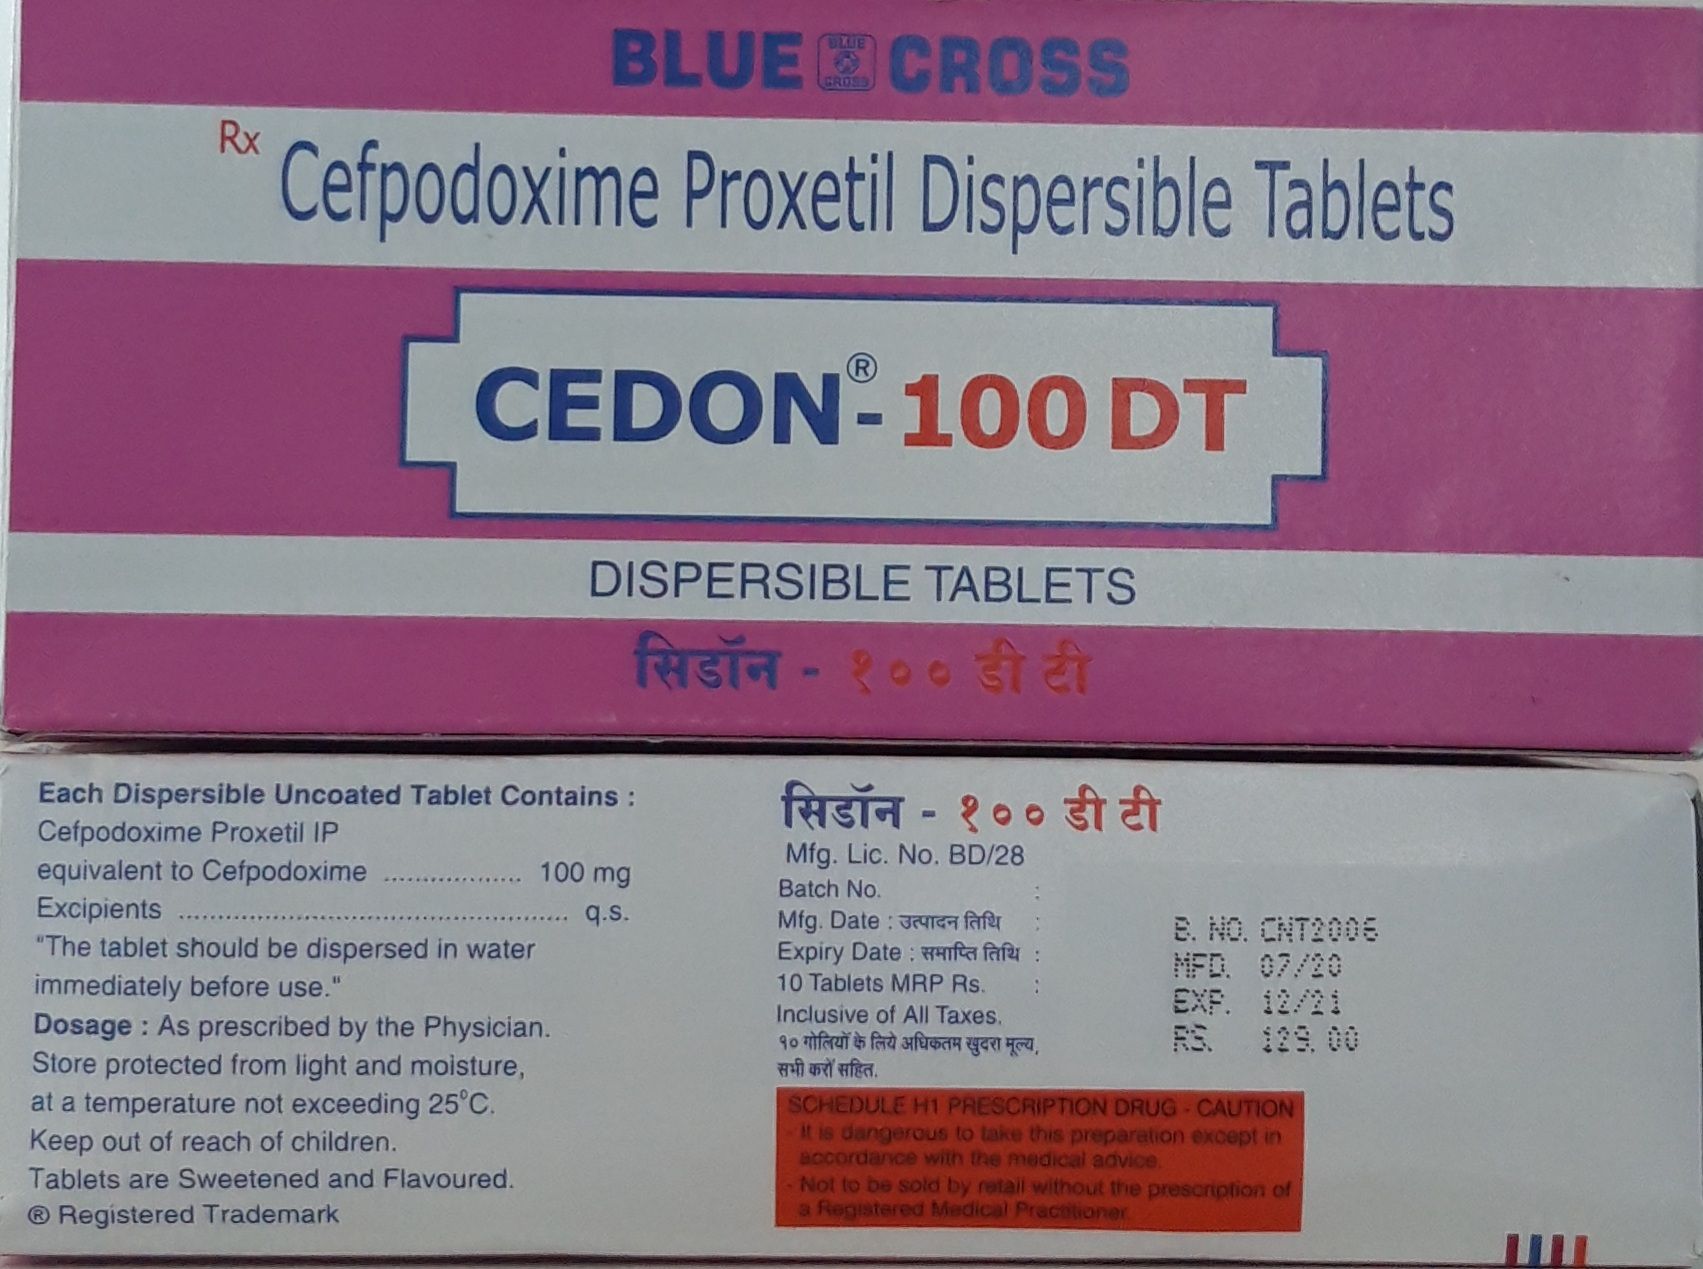 BLUE BLUE CROSS CROSS
Rx Cefpodoxime Proxetil Dispersible Tablets
CEDON®-100 DT
DISPERSIBLE TABLETS
सिडॉन - १०० डी टी
Each Dispersible Uncoated Tablet Contains :
Cefpodoxime Proxetil IP
equivalent to Cefpodoxime .................. 100 mg
Excipients .................................................. q.s.
"The tablet should be dispersed in water
immediately before use."
Dosage : As prescribed by the Physician.
Store protected from light and moisture,
at a temperature not exceeding 25°C.
Keep out of reach of children.
Tablets are Sweetened and Flavoured.
® Registered Trademark
सिडॉन - १०० डी टी
Mfg. Lic. No. BD/28
Batch No. :
Mfg. Date : उत्पादन तिथि :
Expiry Date : समाप्ति तिथि :
10 Tablets MRP Rs. :
Inclusive of All Taxes.
१० गोलियों के लिये अधिकतम खुदरा मूल्य,
सभी करों सहित.
B. NO. CNT2006
MFD. 07/20
EXP. 12/21
RS. 129.00
SCHEDULE H1 PRESCRIPTION DRUG - CAUTION
- It is dangerous to take this preparation except in
accordance with the medical advice.
- Not to be sold by retail without the prescription of
a Registered Medical Practitioner.